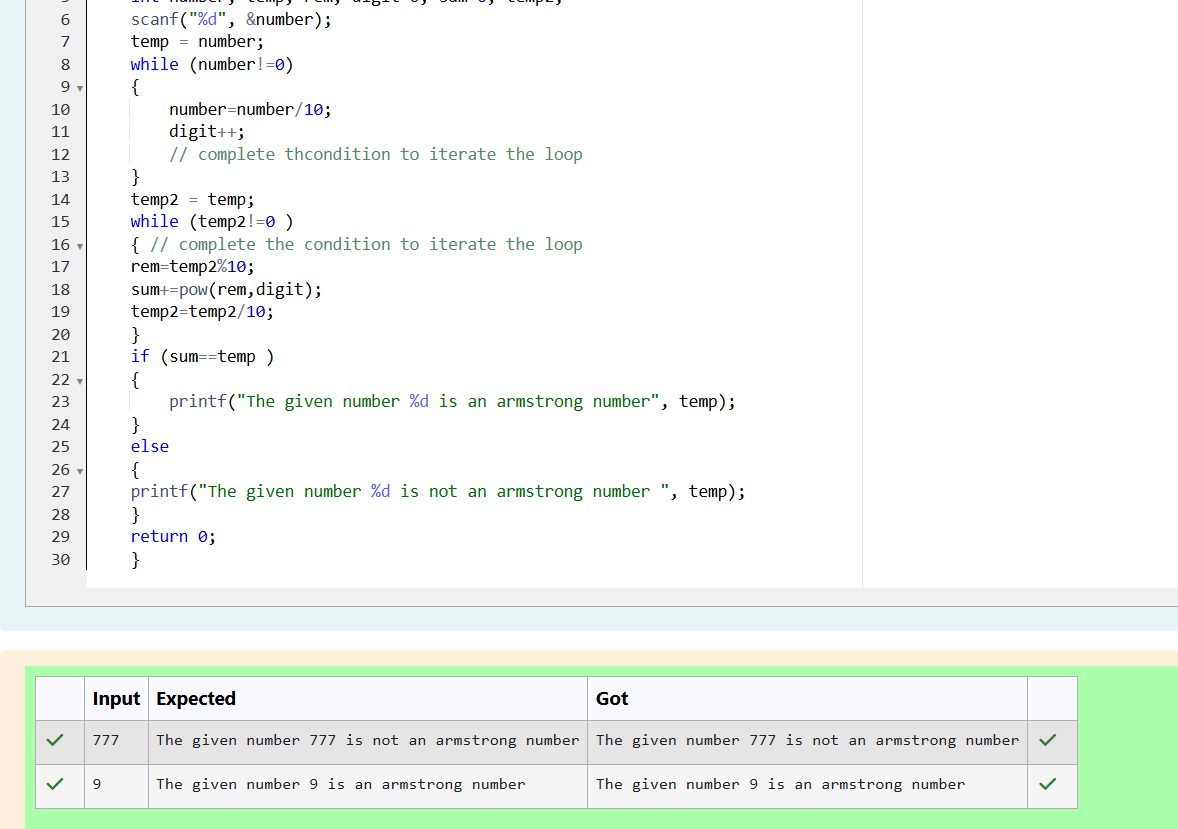 6 scanf("%d", &number);
7 temp = number;
8 while (number!=0)
9 {
10 number=number/10;
11 digit++;
12 // complete thcondition to iterate the loop
13 }
14 temp2 = temp;
15 while (temp2!=0 )
16 { // complete the condition to iterate the loop
17 rem=temp2%10;
18 sum+=pow(rem,digit);
19 temp2=temp2/10;
20 }
21 if (sum==temp )
22 {
23 printf("The given number %d is an armstrong number", temp);
24 }
25 else
26 {
27 printf("The given number %d is not an armstrong number ", temp);
28 }
29 return 0;
30 }
Input Expected Got
777 The given number 777 is not an armstrong number The given number 777 is not an armstrong number
9 The given number 9 is an armstrong number The given number 9 is an armstrong number